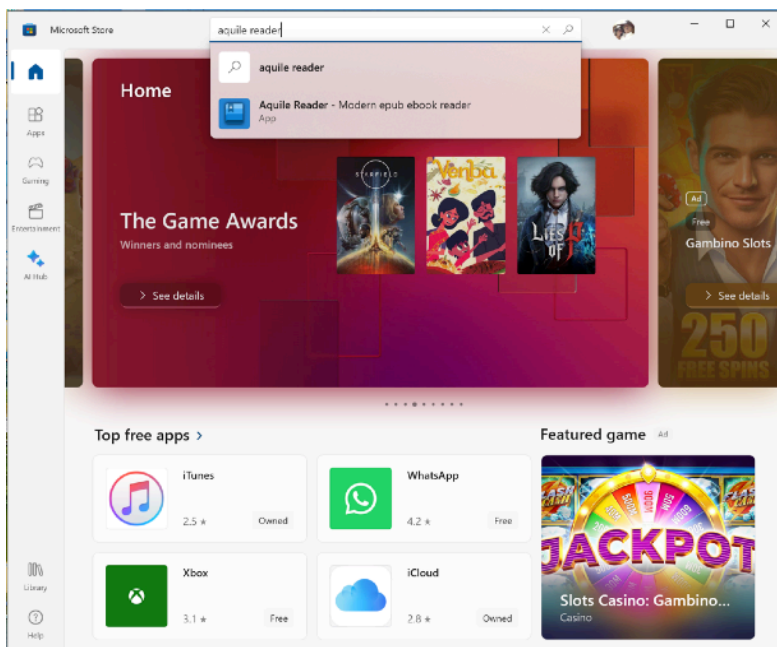 Microsoft Store
aquile reader
aquile reader
Aquile Reader - Modern epub ebook reader
App
Home
STARFIELD
Venba
LIES OF P
The Game Awards
Winners and nominees
> See details
Ad
Free
Gambino Slots
> See details
250
FREE SPINS
Apps
Gaming
Entertainment
AI Hub
Library
Help
Top free apps >
iTunes
2.5 ★
Owned
WhatsApp
4.2 ★
Free
Xbox
3.1 ★
Free
iCloud
2.8 ★
Owned
Featured game Ad
CASH
900M
50M
JACKPOT
Slots Casino: Gambino...
Casino